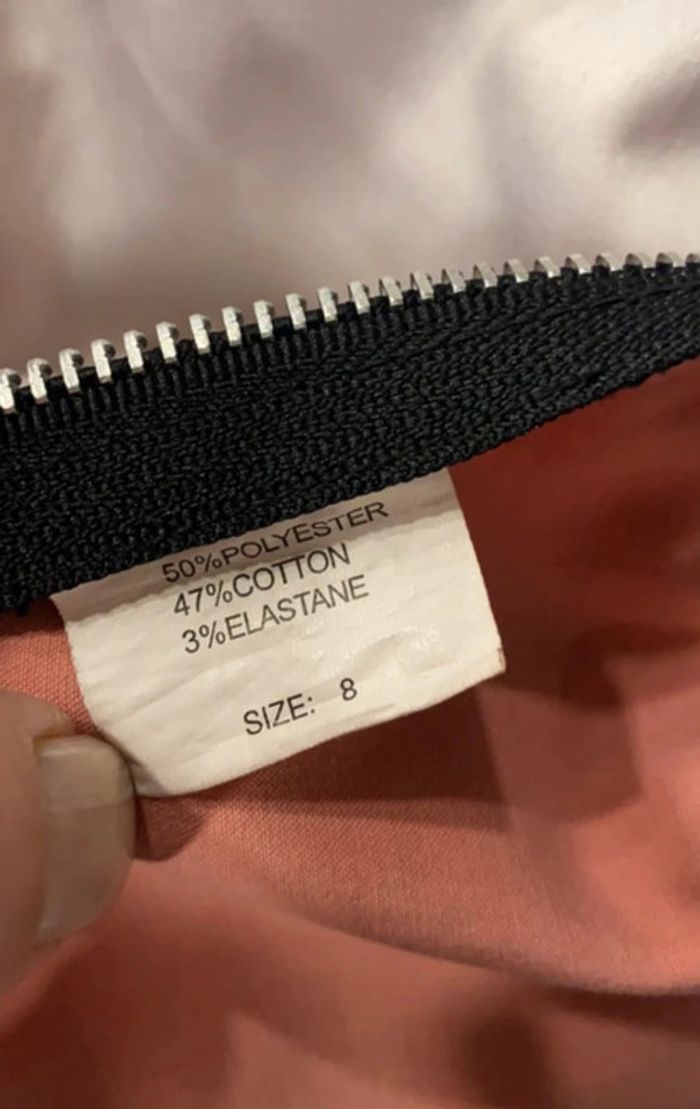 50%POLYESTER
47%COTTON
3%ELASTANE
SIZE: 8